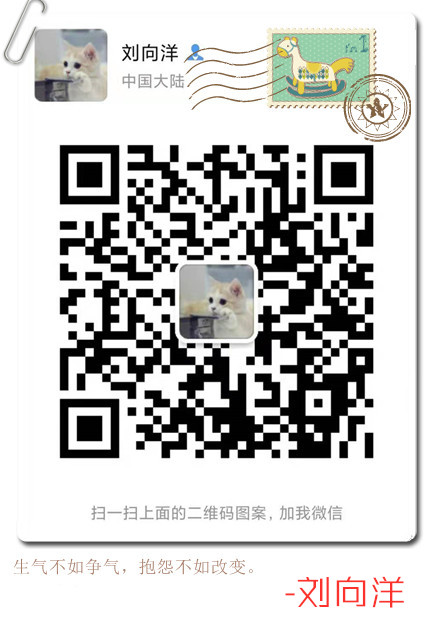 刘向洋
中国大陆
扫一扫上面的二维码图案，加我微信
生气不如争气，抱怨不如改变。
-刘向洋